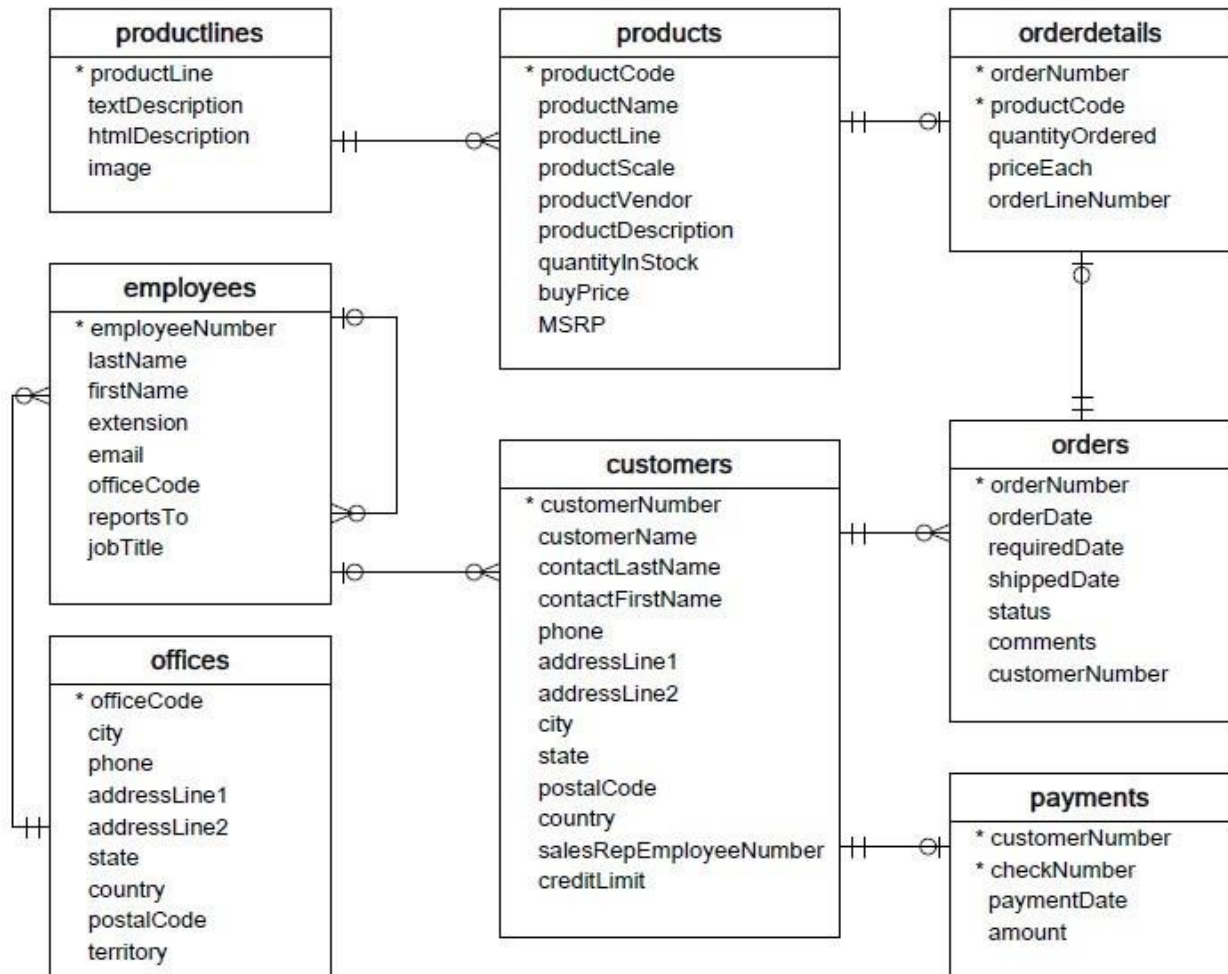 productlines
* productLine
textDescription
htmlDescription
image
products
* productCode
productName
productLine
productScale
productVendor
productDescription
quantityInStock
buyPrice
MSRP
orderdetails
* orderNumber
* productCode
quantityOrdered
priceEach
orderLineNumber
employees
* employeeNumber
lastName
firstName
extension
email
officeCode
reportsTo
jobTitle
customers
* customerNumber
customerName
contactLastName
contactFirstName
phone
addressLine1
addressLine2
city
state
postalCode
country
salesRepEmployeeNumber
creditLimit
orders
* orderNumber
orderDate
requiredDate
shippedDate
status
comments
customerNumber
offices
* officeCode
city
phone
addressLine1
addressLine2
state
country
postalCode
territory
payments
* customerNumber
* checkNumber
paymentDate
amount